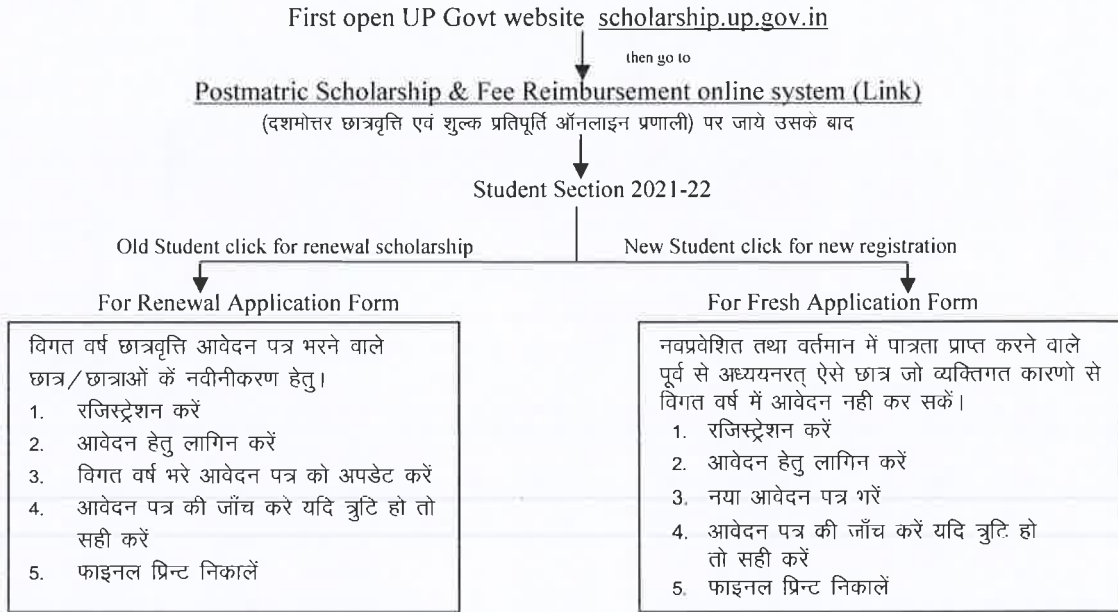 First open UP Govt website scholarship.up.gov.in
then go to
Postmatric Scholarship & Fee Reimbursement online system (Link)
(दशमोत्तर छात्रवृत्ति एवं शुल्क प्रतिपूर्ति ऑनलाइन प्रणाली) पर जाये उसके बाद
Student Section 2021-22
Old Student click for renewal scholarship
New Student click for new registration
For Renewal Application Form
विगत वर्ष छात्रवृत्ति आवेदन पत्र भरने वाले
छात्र/छात्राओं कें नवीनीकरण हेतु।
1. रजिस्ट्रेशन करें
2. आवेदन हेतु लागिन करें
3. विगत वर्ष भरे आवेदन पत्र को अपडेट करें
4. आवेदन पत्र की जाँच करे यदि त्रुटि हो तो
सही करें
5. फाइनल प्रिन्ट निकालें
For Fresh Application Form
नवप्रवेशित तथा वर्तमान में पात्रता प्राप्त करने वाले
पूर्व से अध्ययनरत् ऐसे छात्र जो व्यक्तिगत कारणो से
विगत वर्ष में आवेदन नही कर सकें।
1. रजिस्ट्रेशन करें
2. आवेदन हेतु लागिन करें
3. नया आवेदन पत्र भरें
4. आवेदन पत्र की जाँच करें यदि त्रुटि हो
तो सही करें
5. फाइनल प्रिन्ट निकालें